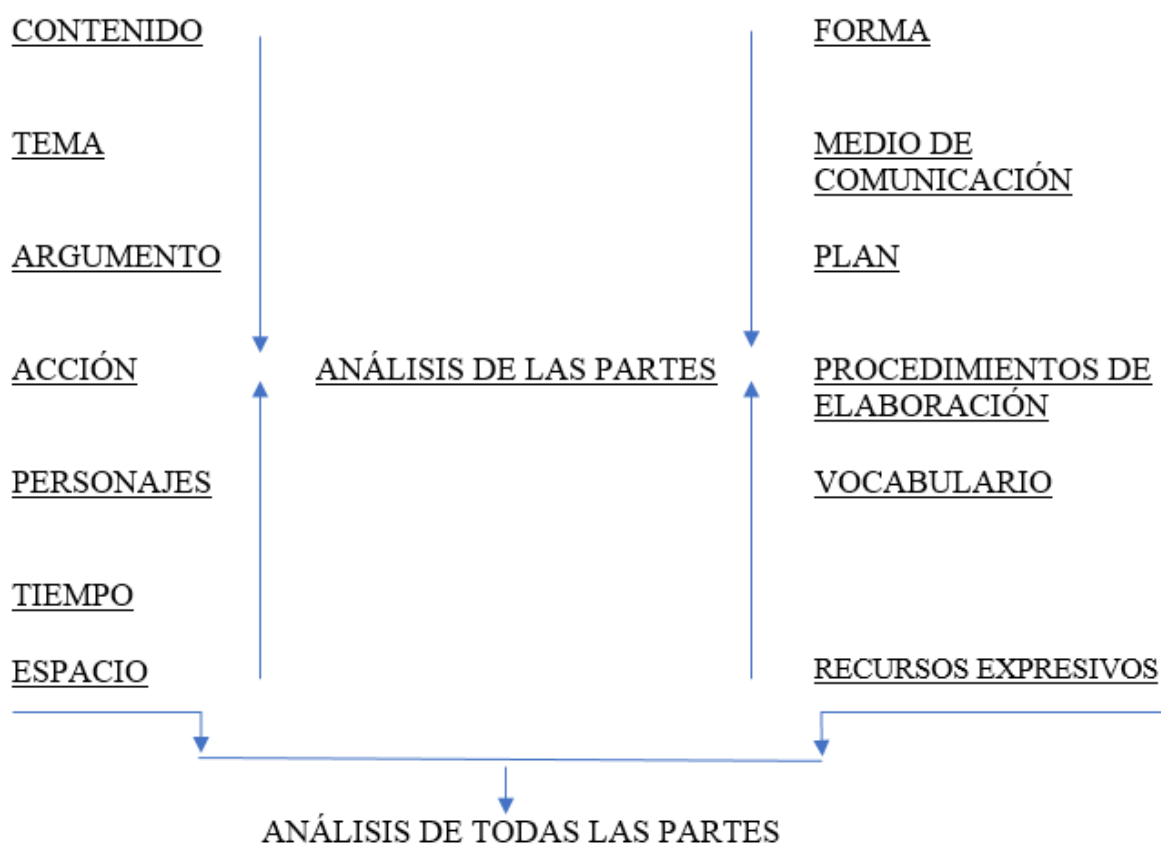 CONTENIDO
FORMA
TEMA
MEDIO DE
COMUNICACIÓN
ARGUMENTO
PLAN
ACCIÓN
ANÁLISIS DE LAS PARTES
PROCEDIMIENTOS DE
ELABORACIÓN
PERSONAJES
VOCABULARIO
TIEMPO
ESPACIO
RECURSOS EXPRESIVOS
ANÁLISIS DE TODAS LAS PARTES